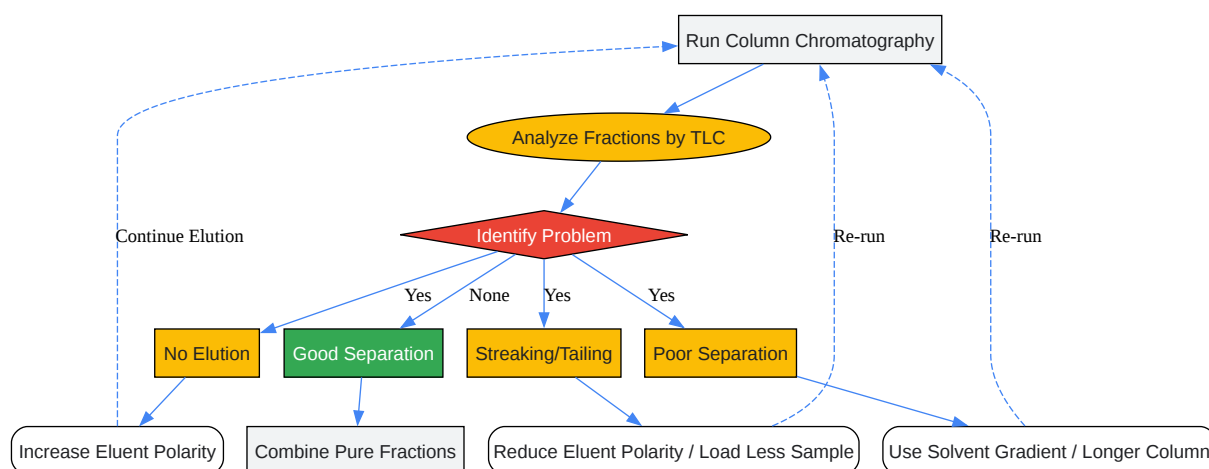 Run Column Chromatography
Analyze Fractions by TLC
Identify Problem
Continue Elution
Re-run
Re-run
Yes
None
Yes
Yes
No Elution
Good Separation
Streaking/Tailing
Poor Separation
Increase Eluent Polarity
Combine Pure Fractions
Reduce Eluent Polarity / Load Less Sample
Use Solvent Gradient / Longer Column